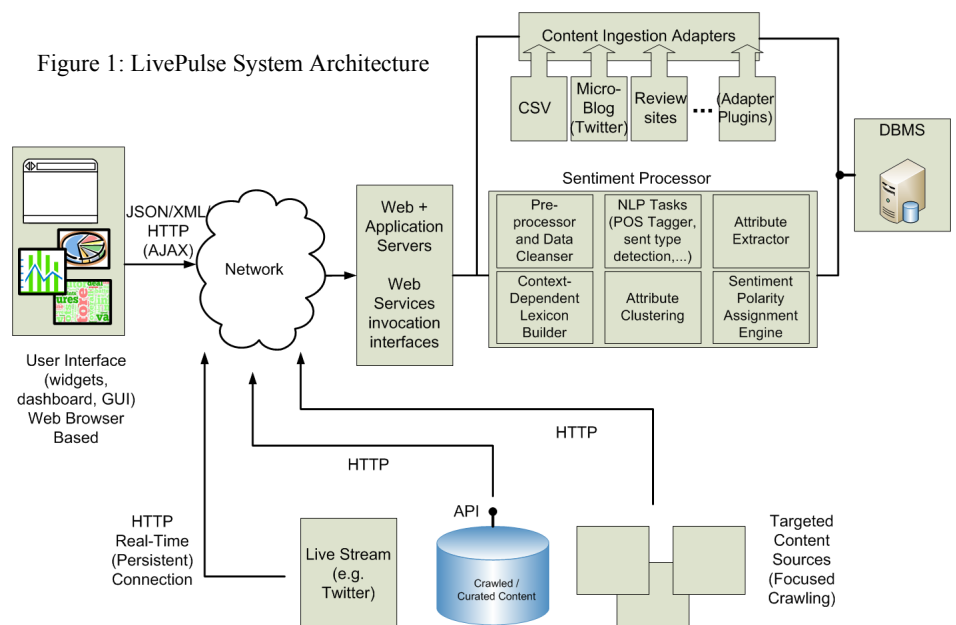 Figure 1: LivePulse System Architecture
Content Ingestion Adapters
CSV
Micro-
Blog
(Twitter)
Review
sites
...
(Adapter
Plugins)
DBMS
Sentiment Processor
Pre-
processor
and Data
Cleanser
NLP Tasks
(POS Tagger,
sent type
detection,...)
Attribute
Extractor
Context-
Dependent
Lexicon
Builder
Attribute
Clustering
Sentiment
Polarity
Assignment
Engine
Web +
Application
Servers
Web
Services
invocation
interfaces
JSON/XML/
HTTP
(AJAX)
Network
ures
tore
va
User Interface
(widgets,
dashboard, GUI)
Web Browser
Based
HTTP
HTTP
HTTP
Real-Time
(Persistent)
Connection
Live Stream
(e.g.
Twitter)
API
Crawled /
Curated Content
Targeted
Content
Sources
(Focused
Crawling)